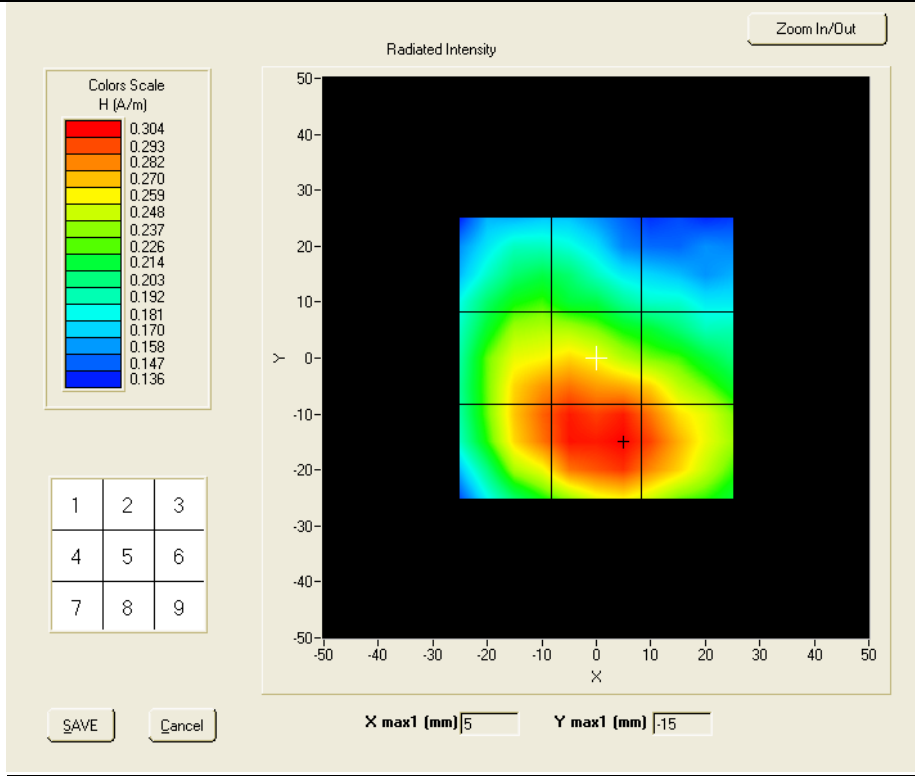 Zoom In/Out
Radiated Intensity
Colors Scale
H (A/m)
0.304
0.293
0.282
0.270
0.259
0.248
0.237
0.226
0.214
0.203
0.192
0.181
0.170
0.158
0.147
0.136
50
40
30
20
10
0
-10
-20
-30
-40
-50
Y
-50 -40 -30 -20 -10 0 10 20 30 40 50
X
1 2 3
4 5 6
7 8 9
SAVE Cancel X max1 (mm) 5 Y max1 (mm) -15